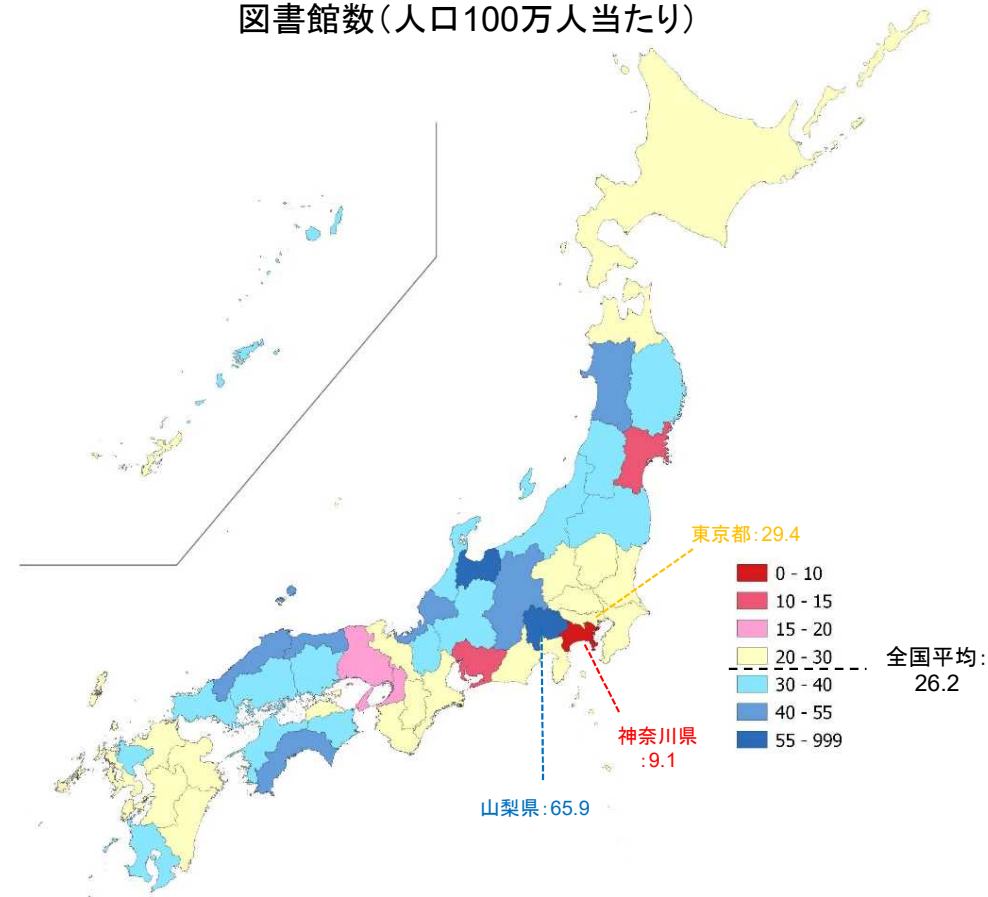 図書館数(人口100万人当たり)
東京都:29.4
0 - 10
10 - 15
15 - 20
20 - 30
30 - 40
40 - 55
55 - 999
全国平均:
26.2
神奈川県
:9.1
山梨県:65.9